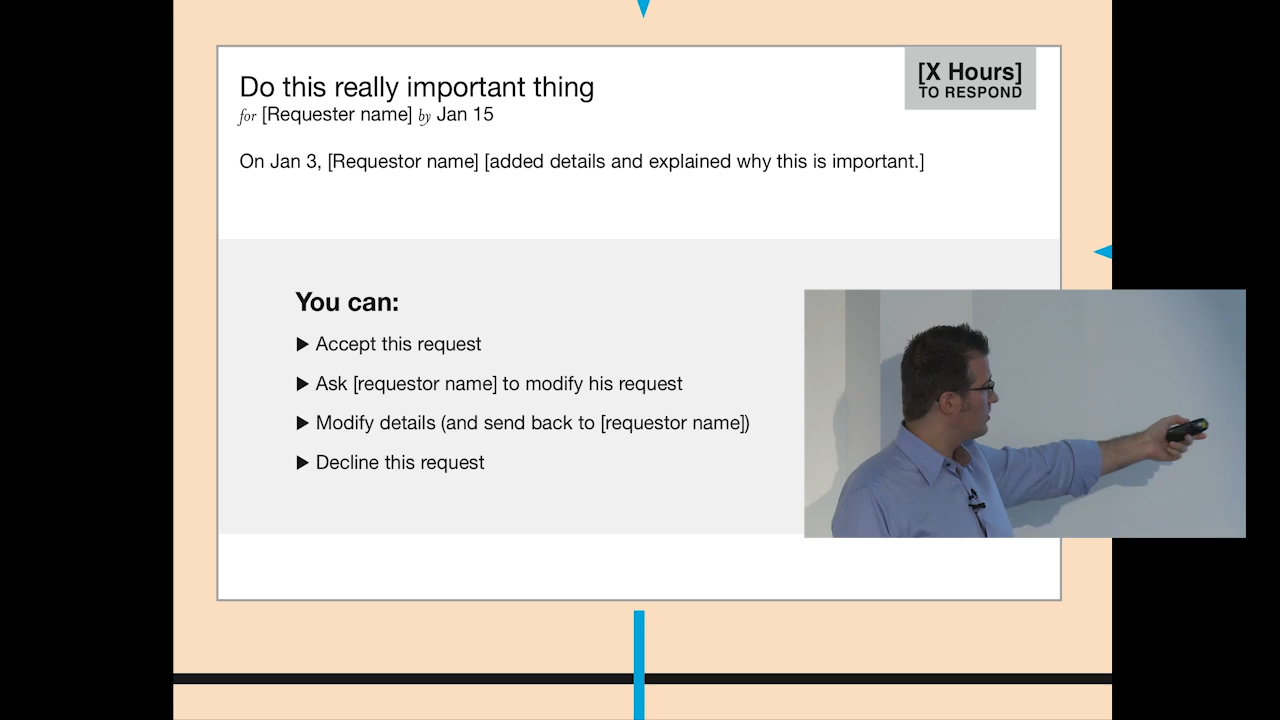 Do this really important thing
for [Requester name] by Jan 15
[X Hours]
TO RESPOND
On Jan 3, [Requestor name] [added details and explained why this is important.]
You can:
▶ Accept this request
▶ Ask [requestor name] to modify his request
▶ Modify details (and send back to [requestor name])
▶ Decline this request